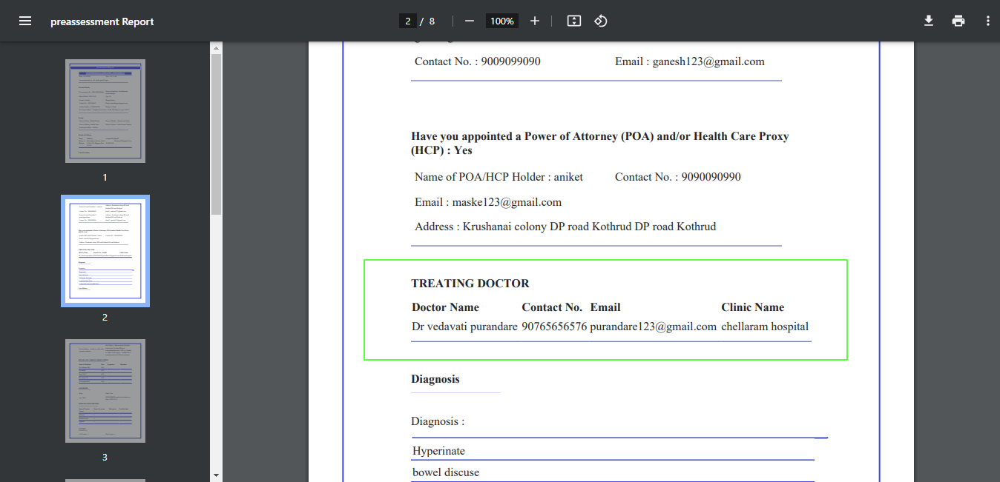 preassessment Report
2 / 8
100%
1
2
3
Contact No. : 9009099090 Email : ganesh123@gmail.com
Have you appointed a Power of Attorney (POA) and/or Health Care Proxy
(HCP) : Yes
Name of POA/HCP Holder : aniket Contact No. : 9090090990
Email : maske123@gmail.com
Address : Krushanai colony DP road Kothrud DP road Kothrud
TREATING DOCTOR
Doctor Name Contact No. Email Clinic Name
Dr vedavati purandare 90765656576 purandare123@gmail.com chellaram hospital
Diagnosis
Diagnosis :
Hyperinate
bowel discuse